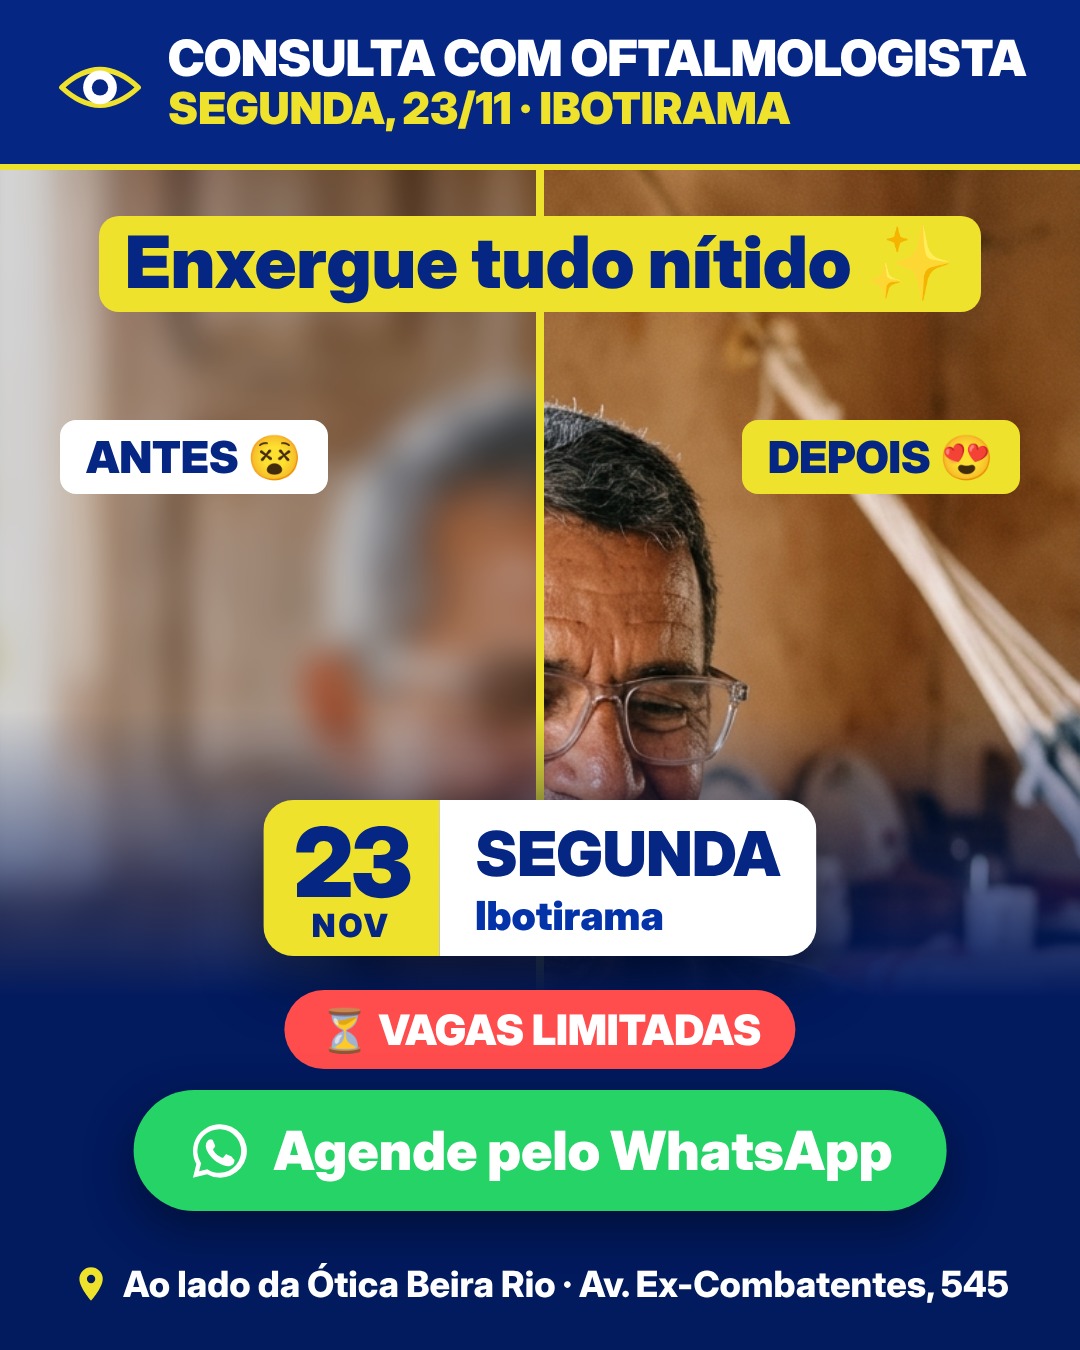 CONSULTA COM OFTALMOLOGISTA
SEGUNDA, 23/11 · IBOTIRAMA
Enxergue tudo nítido ✨
ANTES 😵
DEPOIS 😍
23
NOV
SEGUNDA
Ibotirama
⏳ VAGAS LIMITADAS
Agende pelo WhatsApp
Ao lado da Ótica Beira Rio · Av. Ex-Combatentes, 545